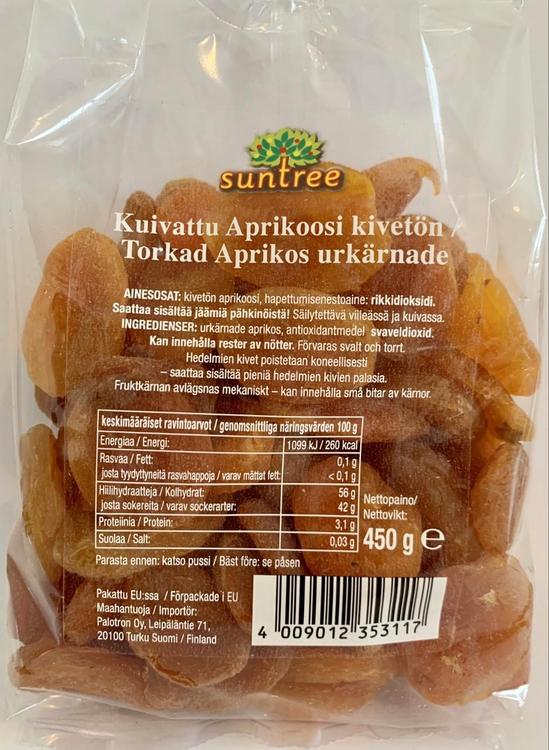 suntree
Kuivattu Aprikoosi kivetön /
Torkad Aprikos urkärnade
AINESOSAT: kivetön aprikoosi, hapettumisenestoaine: rikkidioksidi.
Saattaa sisältää jäämiä pähkinöistä! Säilytettävä viileässä ja kuivassa.
INGREDIENSER: urkärnade aprikos, antioxidantmedel svaveldioxid.
Kan innehålla rester av nötter. Förvaras svalt och torrt.
Hedelmien kivet poistetaan koneellisesti
– saattaa sisältää pieniä hedelmien kivien palasia.
Fruktkärnan avlägsnas mekaniskt – kan innehålla små bitar av kärnor.
keskimääräiset ravintoarvot / genomsnittliga näringsvärden 100 g
Energiaa / Energi: 1099 kJ / 260 kcal
Rasvaa / Fett: 0,1 g
josta tyydyttyneitä rasvahappoja / varav mättat fett: < 0,1 g
Hiilihydraatteja / Kolhydrat: 56 g
josta sokereita / varav sockerarter: 42 g
Proteiinia / Protein: 3,1 g
Suolaa / Salt: 0,03 g
Nettopaino/
Nettovikt:
450 g e
Parasta ennen: katso pussi / Bäst före: se påsen
Pakattu EU:ssa / Förpackade i EU
Maahantuoja / Importör:
Palotron Oy, Leipäläntie 71,
20100 Turku Suomi / Finland
4 009012 353117